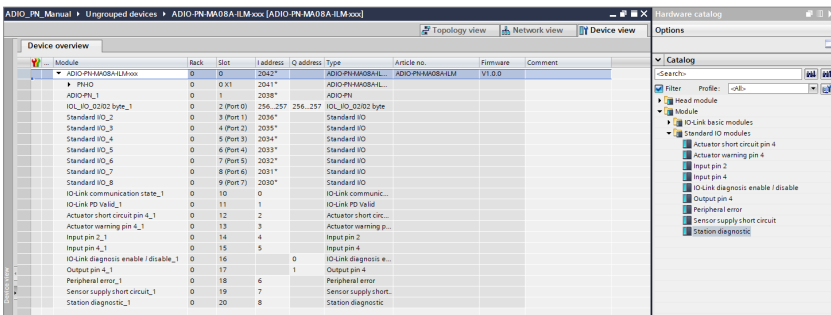 ADIO_PN_Manual ▸ Ungrouped devices ▸ ADIO-PN-MA08A-ILM-xxx [ADIO-PN-MA08A-ILM-xxx]
Topology view Network view Device view
Device overview
... Module Rack Slot I address Q address Type Article no. Firmware Comment
ADIO-PN-MA08A-ILM-xxx 0 0 2042* ADIO-PN-MA08A-IL... ADIO-PN-MA08A-ILM V1.0.0
PN-IO 0 0 X1 2041* ADIO-PN-MA08A-IL...
ADIO-PN_1 0 1 2038* ADIO-PN
IOL_I/O_02/02 byte_1 0 2 (Port 0) 256...257 256...257 IOL_I/O_02/02 byte
Standard I/O_2 0 3 (Port 1) 2036* Standard I/O
Standard I/O_3 0 4 (Port 2) 2035* Standard I/O
Standard I/O_4 0 5 (Port 3) 2034* Standard I/O
Standard I/O_5 0 6 (Port 4) 2033* Standard I/O
Standard I/O_6 0 7 (Port 5) 2032* Standard I/O
Standard I/O_7 0 8 (Port 6) 2031* Standard I/O
Standard I/O_8 0 9 (Port 7) 2030* Standard I/O
IO-Link communication state_1 0 10 0 IO-Link communic...
IO-Link PD Valid_1 0 11 1 IO-Link PD Valid
Actuator short circuit pin 4_1 0 12 2 Actuator short circ...
Actuator warning pin 4_1 0 13 3 Actuator warning p...
Input pin 2_1 0 14 4 Input pin 2
Input pin 4_1 0 15 5 Input pin 4
IO-Link diagnosis enable / disable_1 0 16 0 IO-Link diagnosis e...
Output pin 4_1 0 17 1 Output pin 4
Peripheral error_1 0 18 6 Peripheral error
Sensor supply short circuit_1 0 19 7 Sensor supply short...
Station diagnostic_1 0 20 8 Station diagnostic
Device view
Hardware catalog
Options
Catalog
<Search>
Filter Profile: <All>
Head module
Module
IO-Link basic modules
Standard IO modules
Actuator short circuit pin 4
Actuator warning pin 4
Input pin 2
Input pin 4
IO-Link diagnosis enable / disable
Output pin 4
Peripheral error
Sensor supply short circuit
Station diagnostic